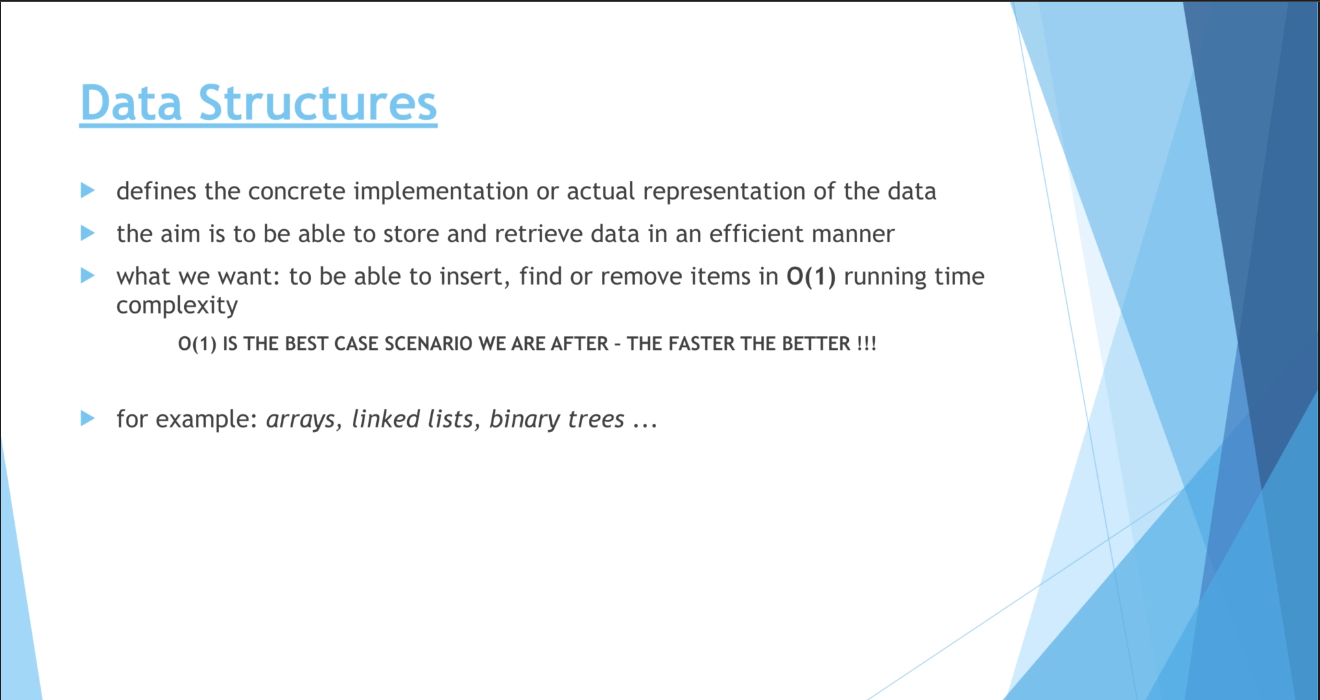 Data Structures
defines the concrete implementation or actual representation of the data
the aim is to be able to store and retrieve data in an efficient manner
what we want: to be able to insert, find or remove items in O(1) running time
complexity
O(1) IS THE BEST CASE SCENARIO WE ARE AFTER – THE FASTER THE BETTER !!!
for example: arrays, linked lists, binary trees ...